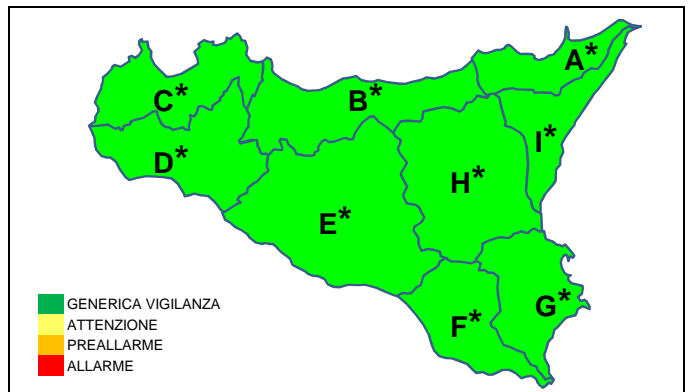 A*
C*
B*
I*
D*
H*
E*
G*
F*
GENERICA VIGILANZA
ATTENZIONE
PREALLARME
ALLARME